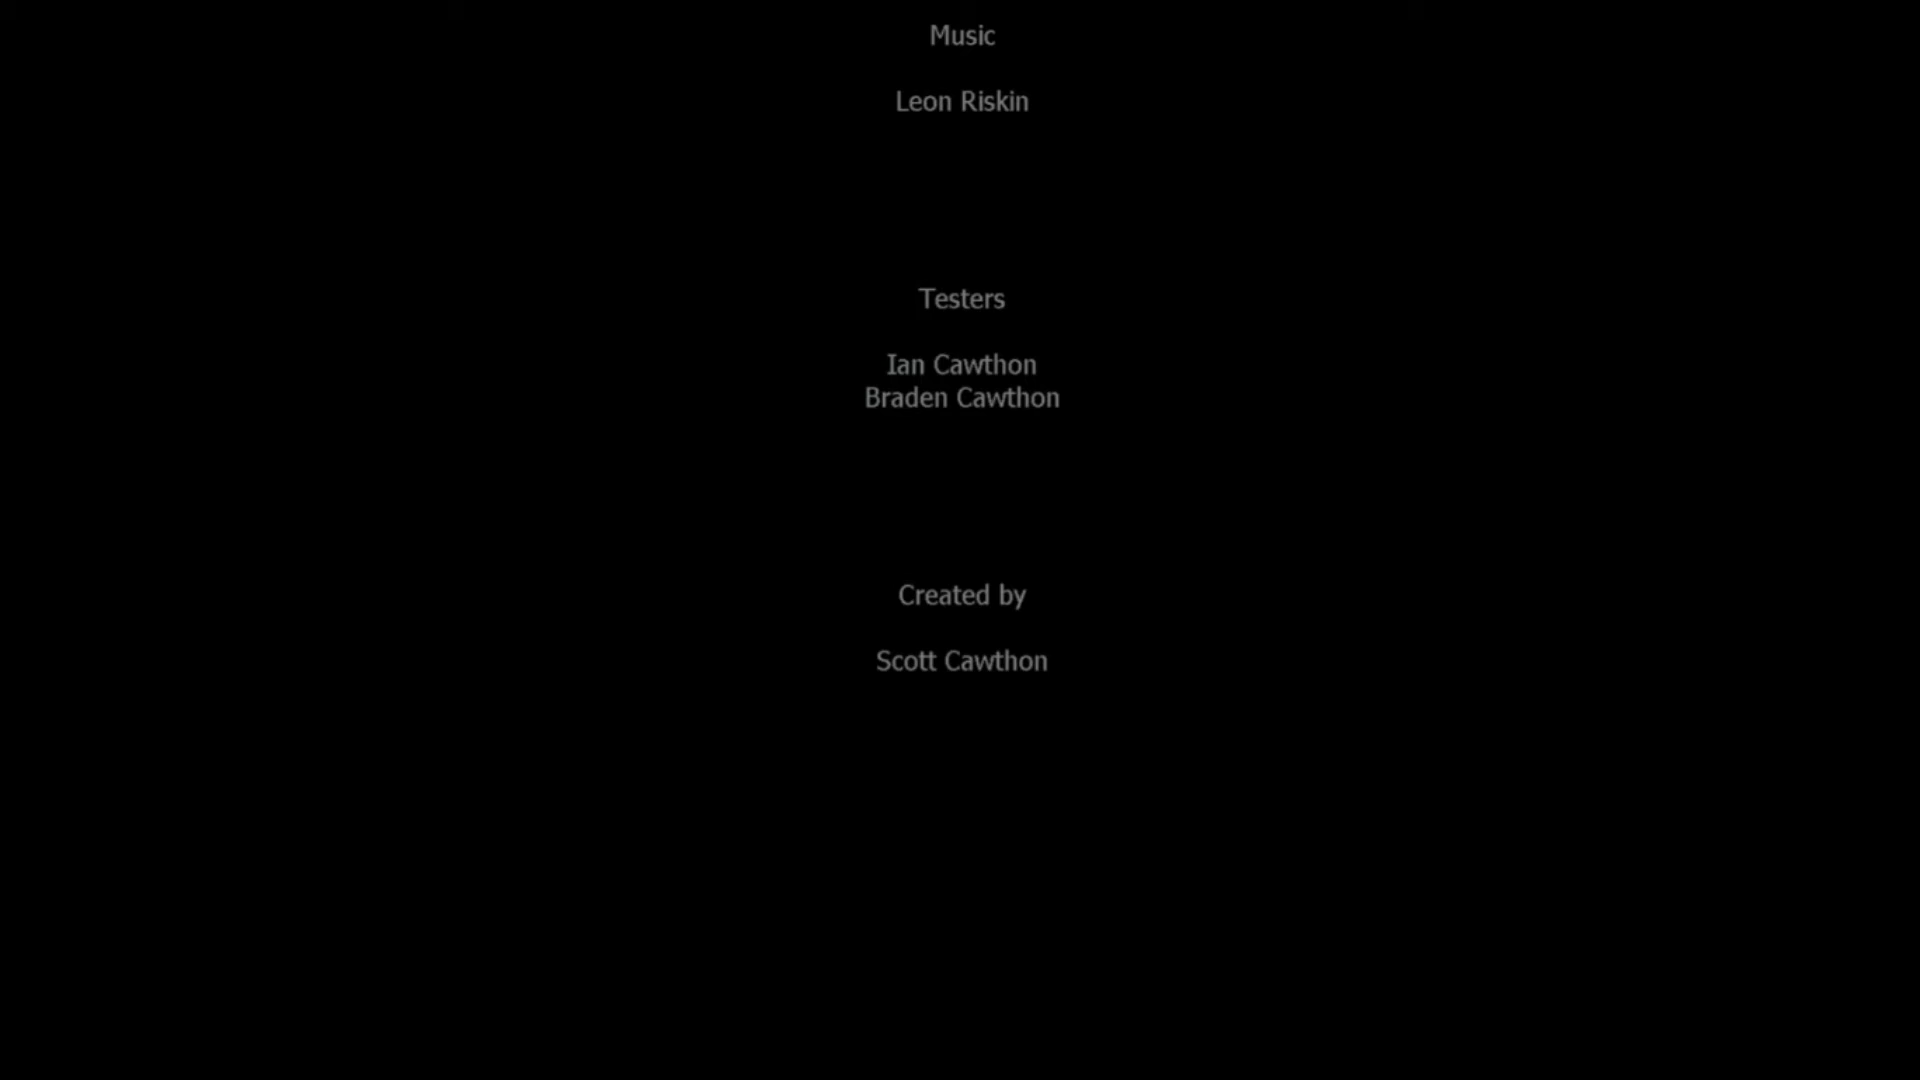 Music
Leon Riskin
Testers
Ian Cawthon
Braden Cawthon
Created by
Scott Cawthon